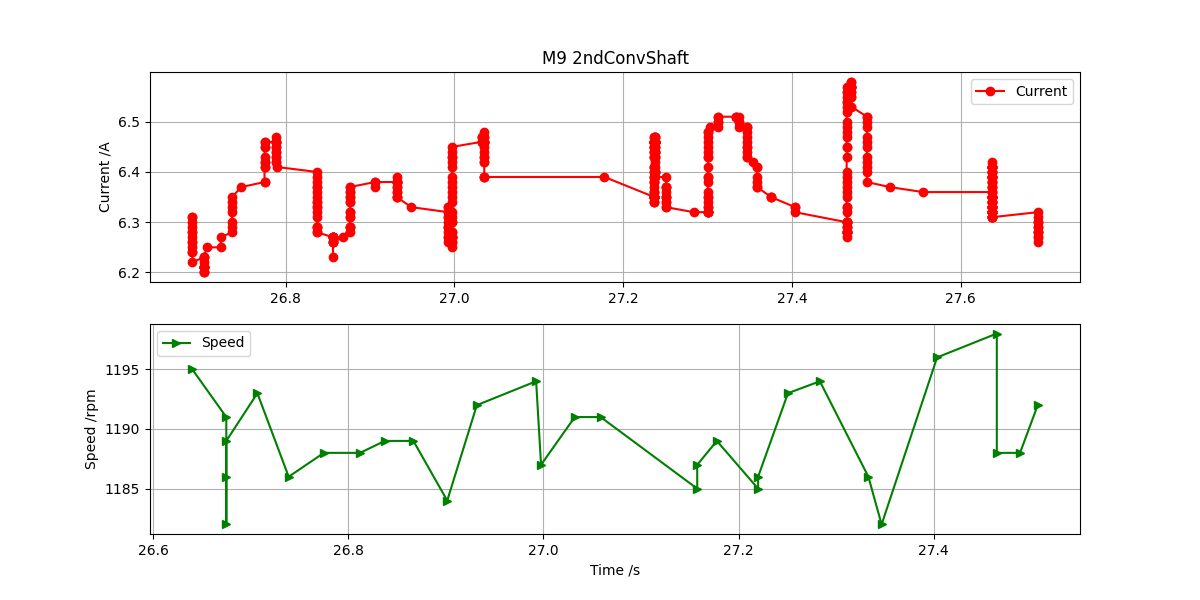 M9 2ndConvShaft
Current
Current /A
6.5
6.4
6.3
6.2
26.8
27.0
27.2
27.4
27.6
Speed
Speed /rpm
1195
1190
1185
26.6
26.8
27.0
27.2
27.4
Time /s